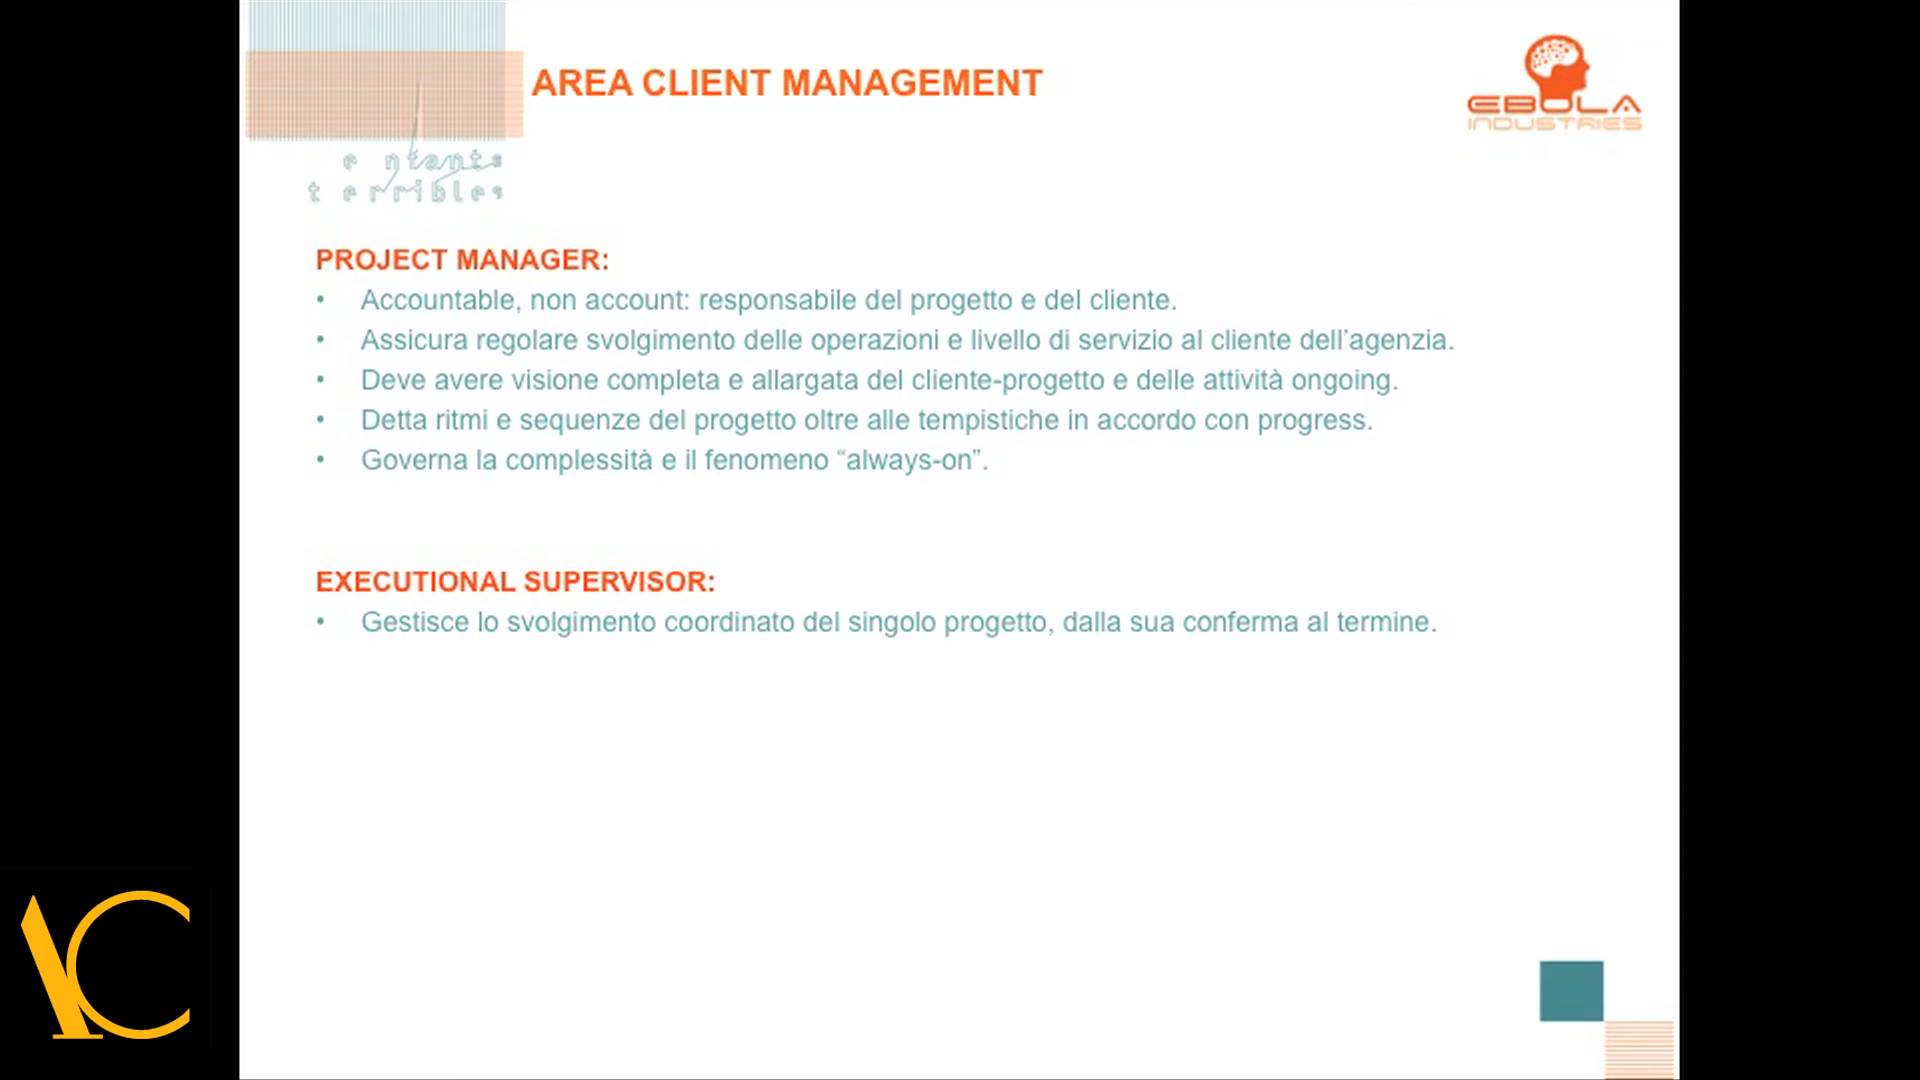 AREA CLIENT MANAGEMENT
EBOLA
INDUSTRIES
enfants
terribles
PROJECT MANAGER:
• Accountable, non account: responsabile del progetto e del cliente.
• Assicura regolare svolgimento delle operazioni e livello di servizio al cliente dell’agenzia.
• Deve avere visione completa e allargata del cliente-progetto e delle attività ongoing.
• Detta ritmi e sequenze del progetto oltre alle tempistiche in accordo con progress.
• Governa la complessità e il fenomeno “always-on”.
EXECUTIONAL SUPERVISOR:
• Gestisce lo svolgimento coordinato del singolo progetto, dalla sua conferma al termine.
AC